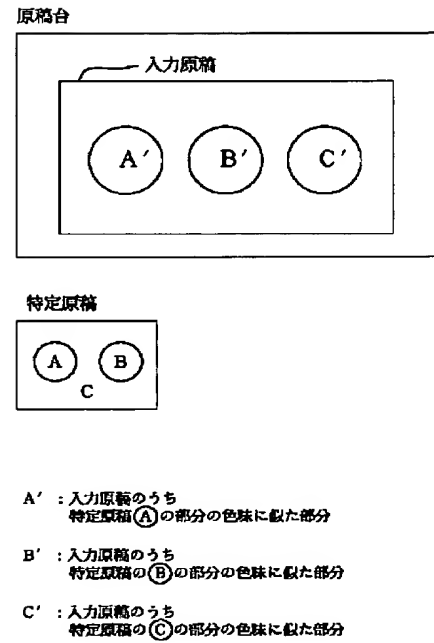 原稿台
入力原稿
A′ B′ C′
特定原稿
A B
C
A′ :入力原稿のうち
特定原稿Ⓐの部分の色味に似た部分
B′ :入力原稿のうち
特定原稿のⒷの部分の色味に似た部分
C′ :入力原稿のうち
特定原稿のⒸの部分の色味に似た部分